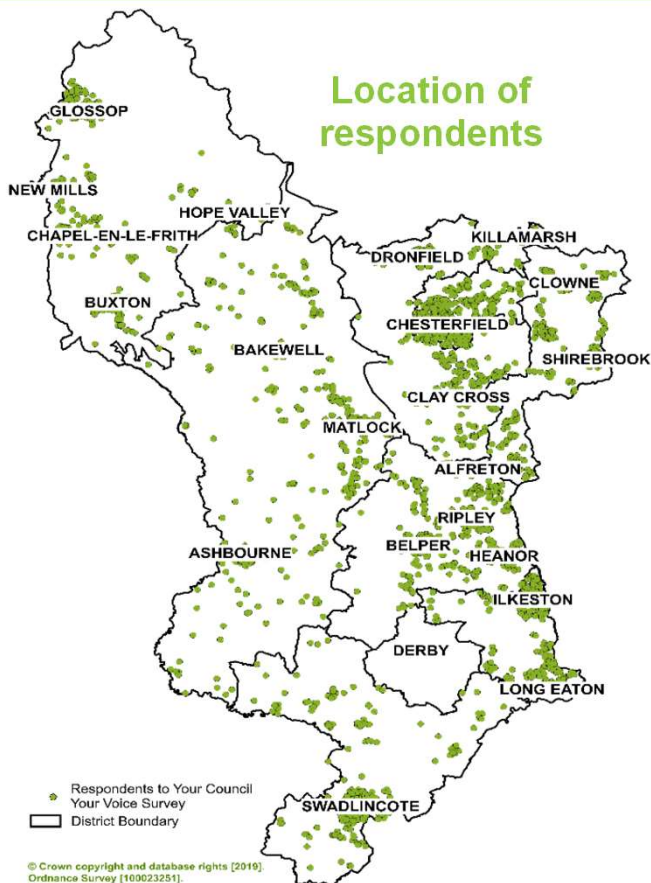 Location of
respondents
GLOSSOP
NEW MILLS
HOPE VALLEY
CHAPEL-EN-LE-FRITH
KILLAMARSH
DRONFIELD
CLOWNE
BUXTON
CHESTERFIELD
BAKEWELL
SHIREBROOK
CLAY CROSS
MATLOCK
ALFRETON
RIPLEY
BELPER
HEANOR
ASHBOURNE
ILKESTON
DERBY
LONG EATON
Respondents to Your Council
Your Voice Survey
District Boundary
SWADLINCOTE
© Crown copyright and database rights [2019].
Ordnance Survey [100023251].